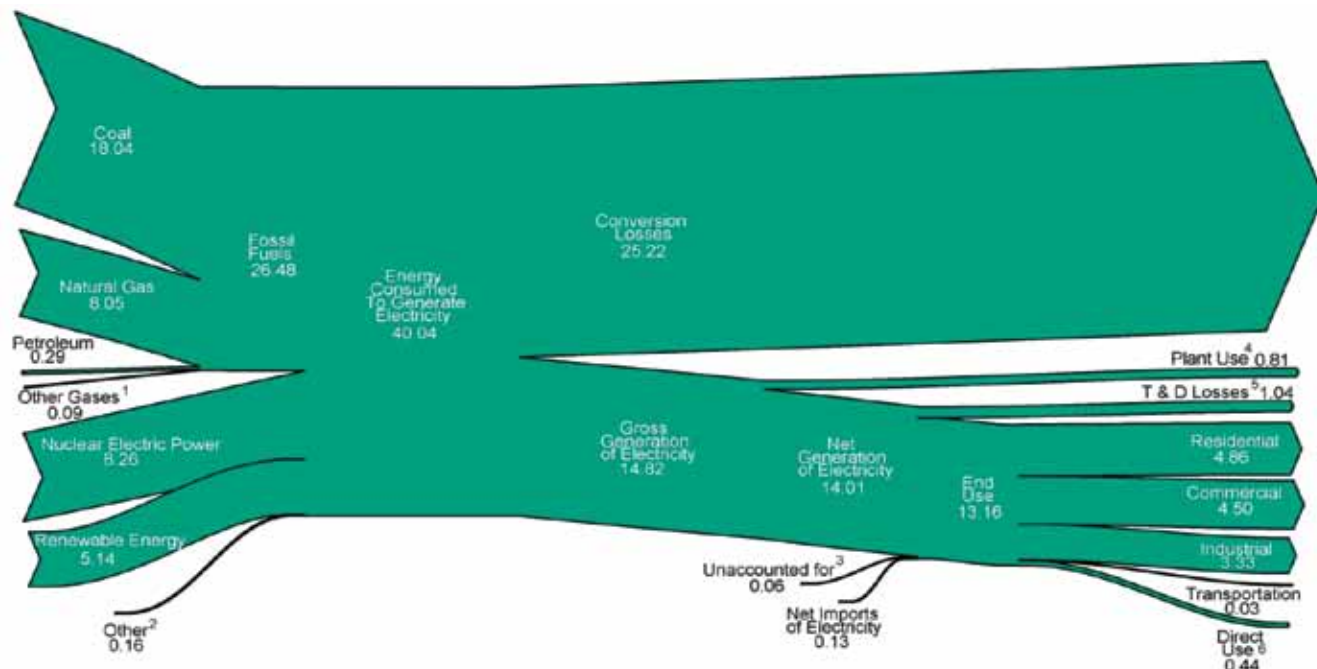 Coal
18.04
Natural Gas
8.05
Petroleum
0.29
Other Gases 1
0.09
Nuclear Electric Power
8.26
Renewable Energy
5.14
Other 2
0.16
Fossil
Fuels
26.48
Energy
Consumed
To Generate
Electricity
40.04
Conversion
Losses
25.22
Gross
Generation
of Electricity
14.82
Net
Generation
of Electricity
14.01
Unaccounted for 3
0.06
Net Imports
of Electricity
0.13
End
Use
13.16
Plant Use 4 0.81
T & D Losses 5 1.04
Residential
4.86
Commercial
4.50
Industrial
3.33
Transportation
0.03
Direct
Use 6
0.44